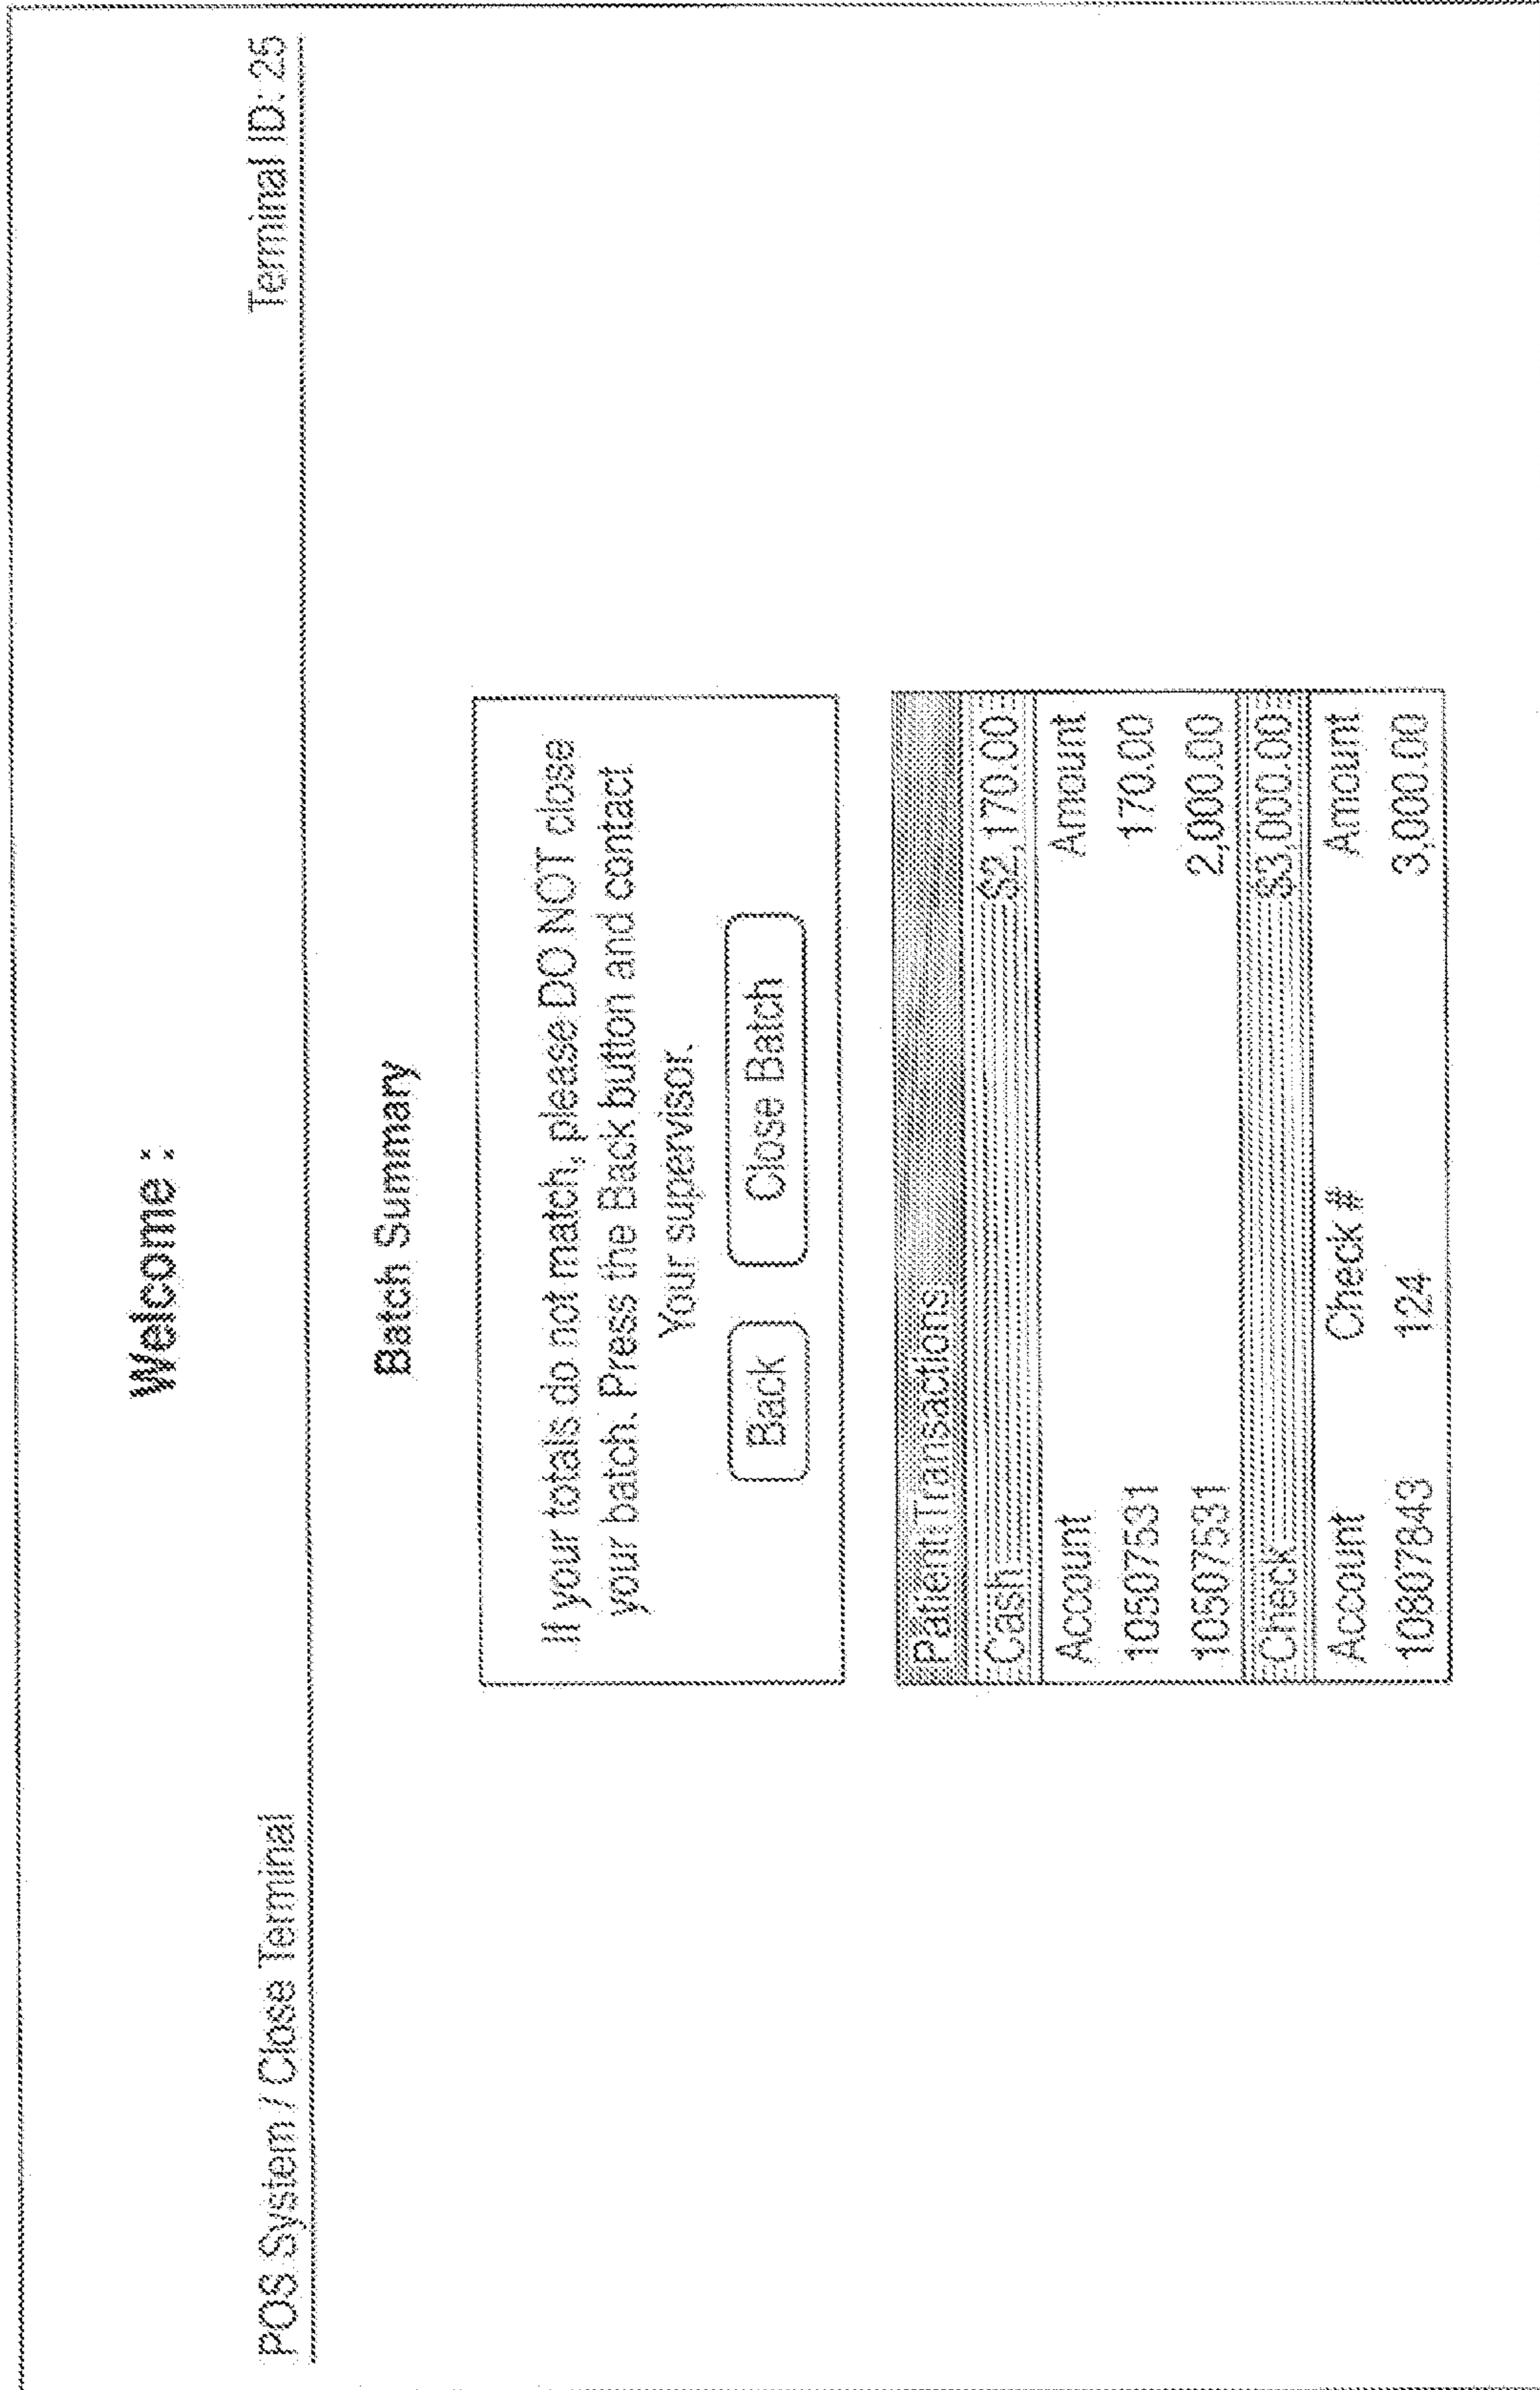 Welcome :
POS System / Close Terminal Terminal ID: 25
Batch Summary
If your totals do not match, please DO NOT close
your batch. Press the Back button and contact
Your supervisor.
Back Close Batch
Patient Transactions
Cash $2,170.00
Account Amount
10507531 170.00
10507531 2,000.00
Check $3,000.00
Account Check # Amount
10807843 124 3,000.00